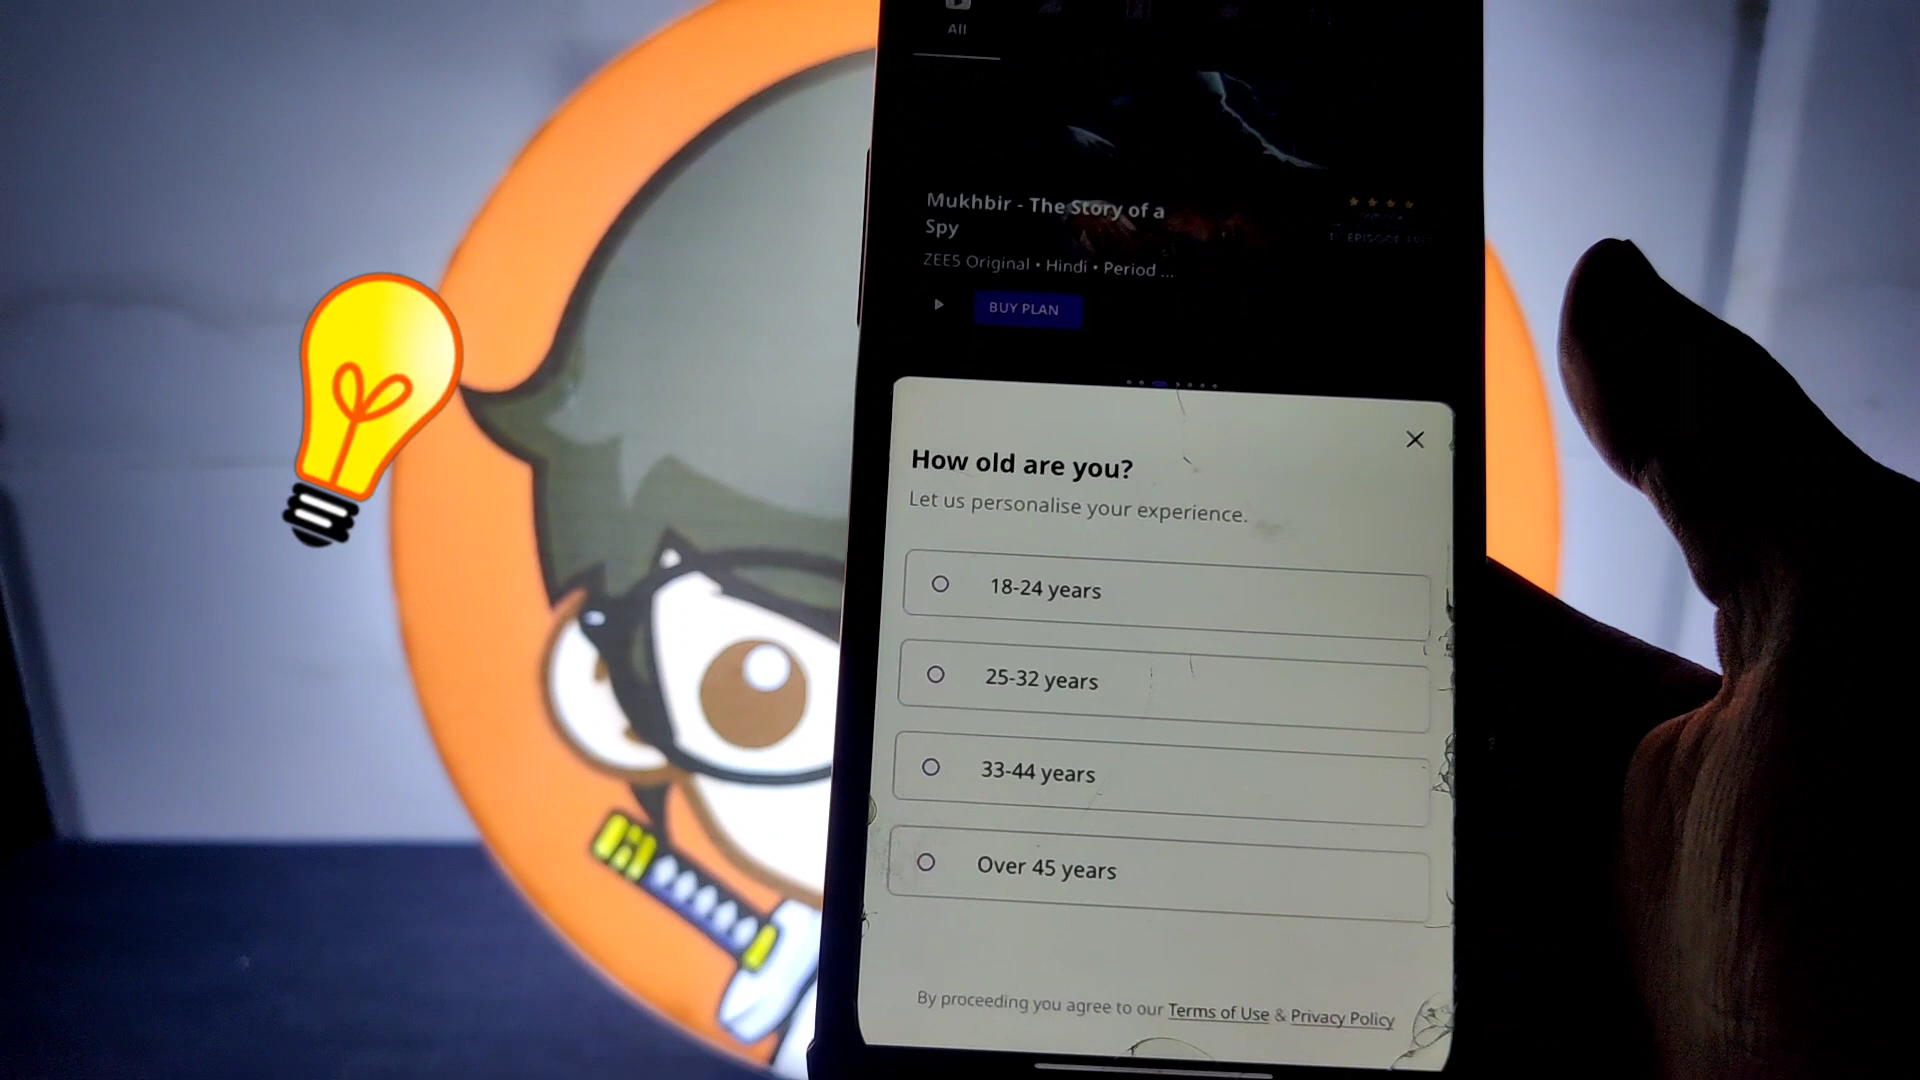 All
Mukhbir - The Story of a
Spy
ZEE5 Original • Hindi • Period ...
BUY PLAN
How old are you?
Let us personalise your experience.
18-24 years
25-32 years
33-44 years
Over 45 years
By proceeding you agree to our Terms of Use & Privacy Policy